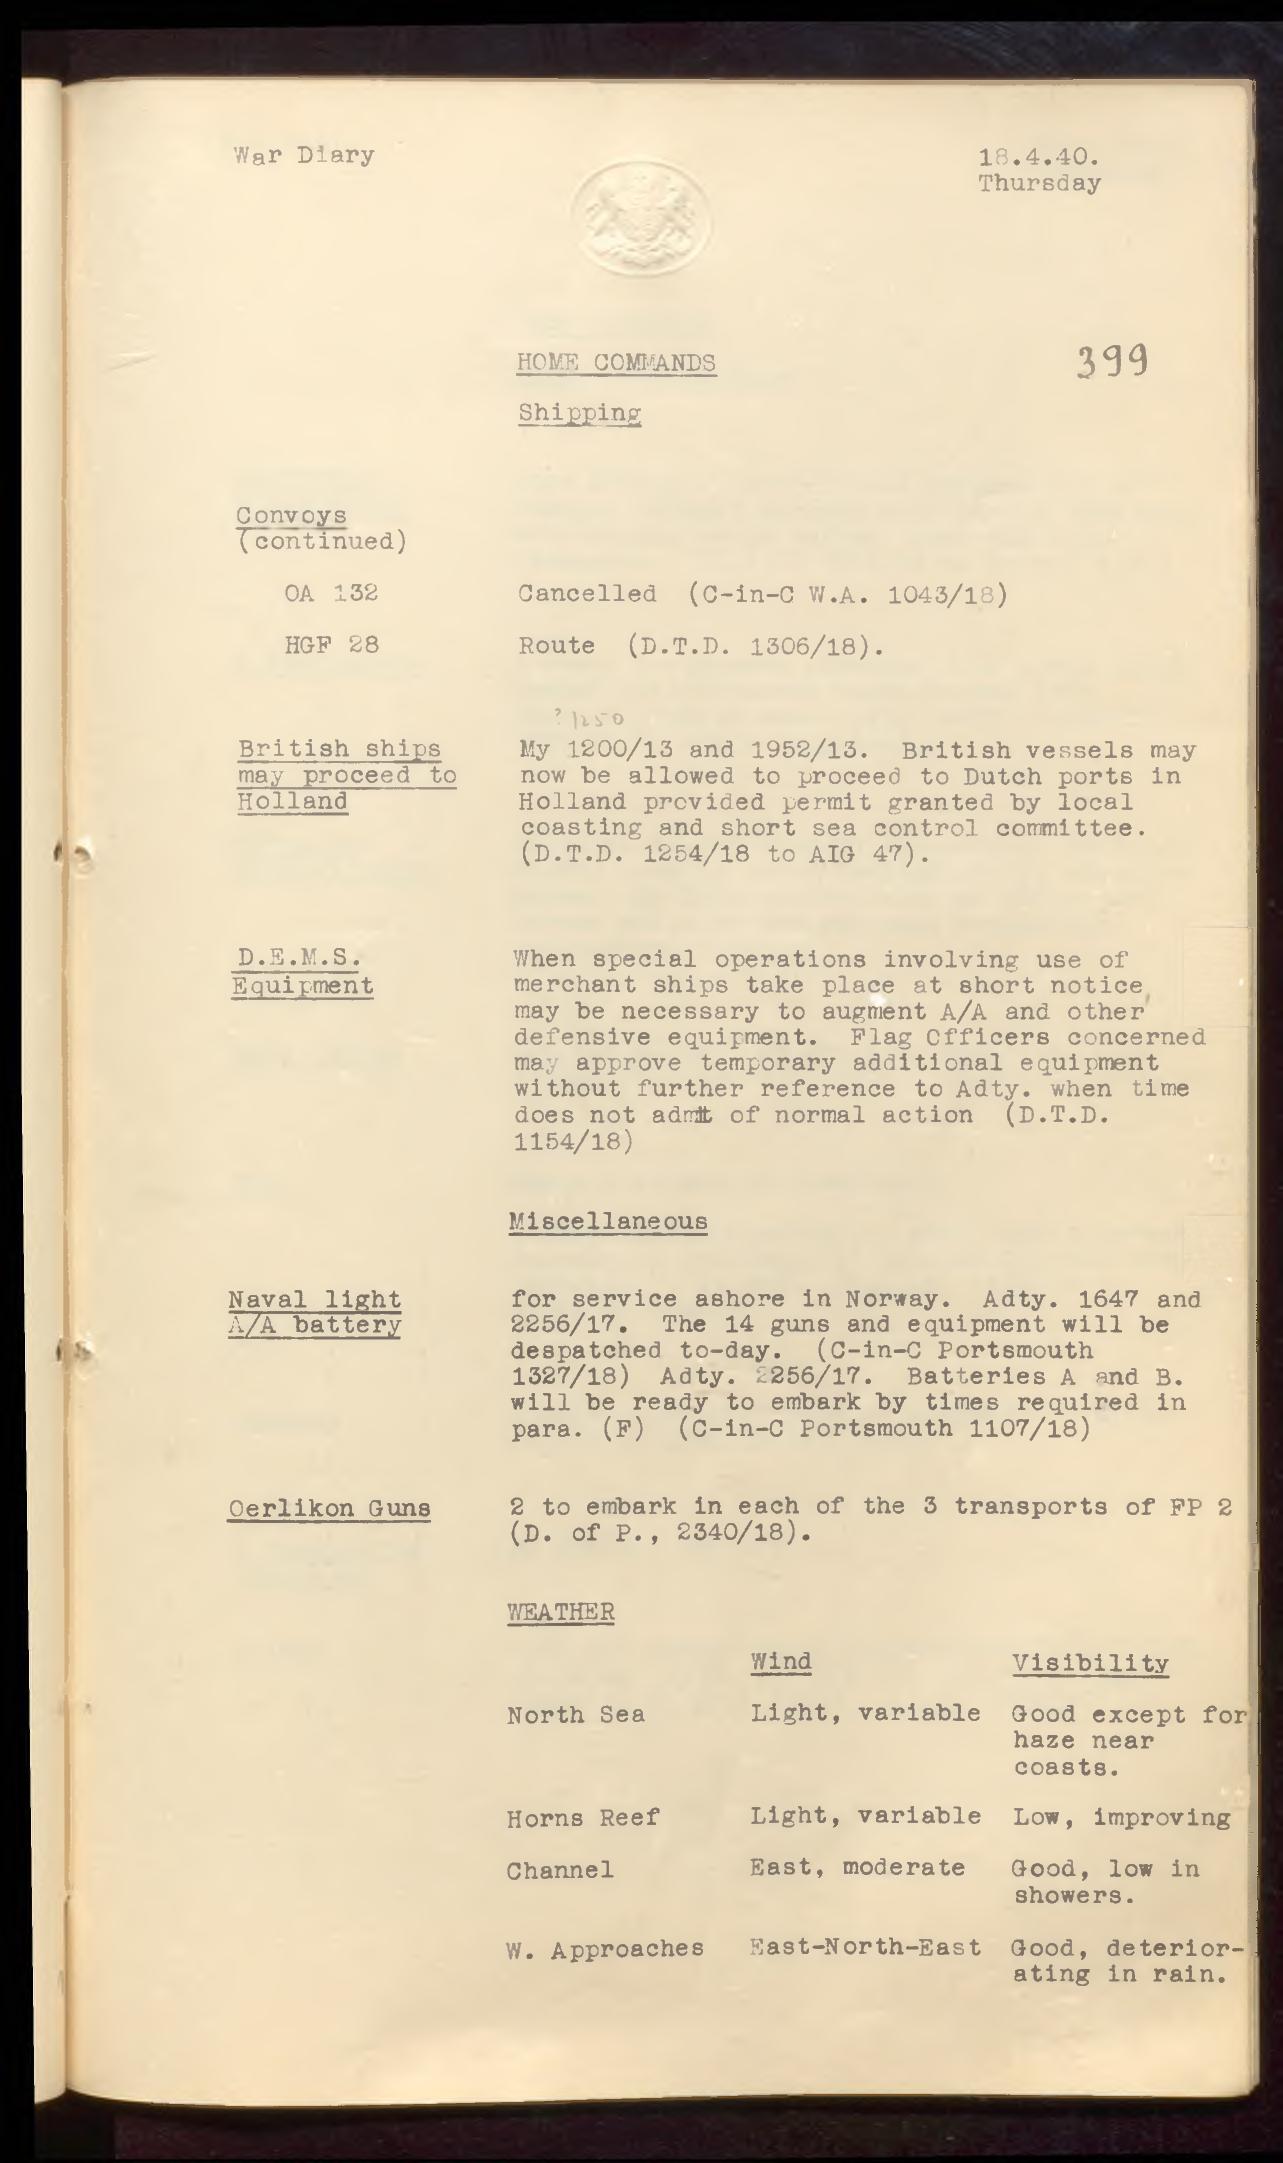 War Diary
18.4.40.
Thursday
HOME COMMANDS
399
Shipping
Convoys
(continued)
OA 132 Cancelled (C-in-C W.A. 1043/18)
HGF 28 Route (D.T.D. 1306/18).
? 1250
British ships My 1200/13 and 1952/13. British vessels may
may proceed to now be allowed to proceed to Dutch ports in
Holland Holland provided permit granted by local
coasting and short sea control committee.
(D.T.D. 1254/18 to AIG 47).
D.E.M.S. When special operations involving use of
Equipment merchant ships take place at short notice,
may be necessary to augment A/A and other
defensive equipment. Flag Officers concerned
may approve temporary additional equipment
without further reference to Adty. when time
does not admit of normal action (D.T.D.
1154/18)
Miscellaneous
Naval light for service ashore in Norway. Adty. 1647 and
A/A battery 2256/17. The 14 guns and equipment will be
despatched to-day. (C-in-C Portsmouth
1327/18) Adty. 2256/17. Batteries A and B.
will be ready to embark by times required in
para. (F) (C-in-C Portsmouth 1107/18)
Oerlikon Guns 2 to embark in each of the 3 transports of FP 2
(D. of P., 2340/18).
WEATHER
Wind Visibility
North Sea Light, variable Good except for
haze near
coasts.
Horns Reef Light, variable Low, improving
Channel East, moderate Good, low in
showers.
W. Approaches East-North-East Good, deterior-
ating in rain.